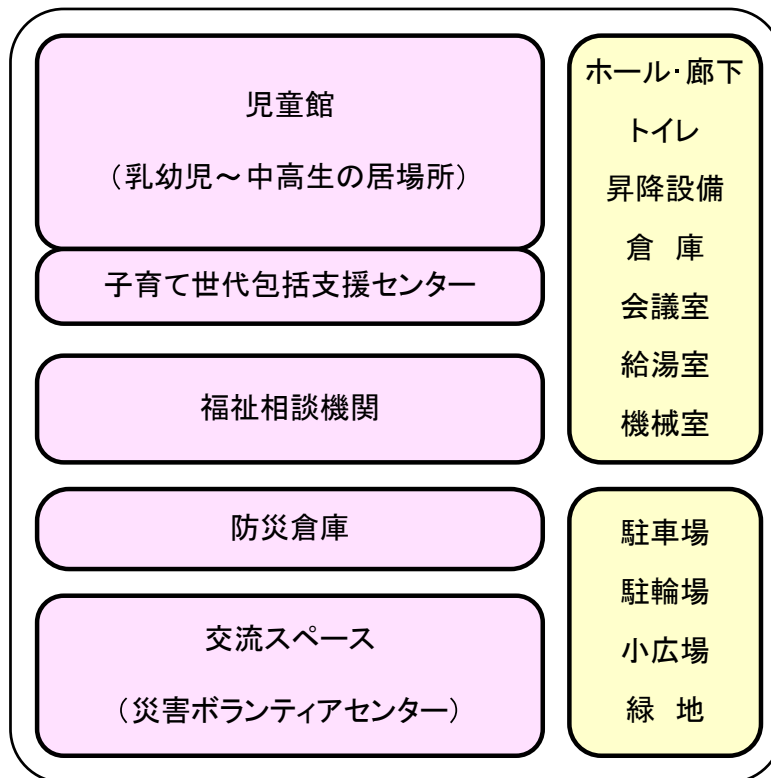 児童館
（乳幼児～中高生の居場所）
子育て世代包括支援センター
福祉相談機関
防災倉庫
交流スペース
（災害ボランティアセンター）
ホール・廊下
トイレ
昇降設備
倉　庫
会議室
給湯室
機械室
駐車場
駐輪場
小広場
緑　地